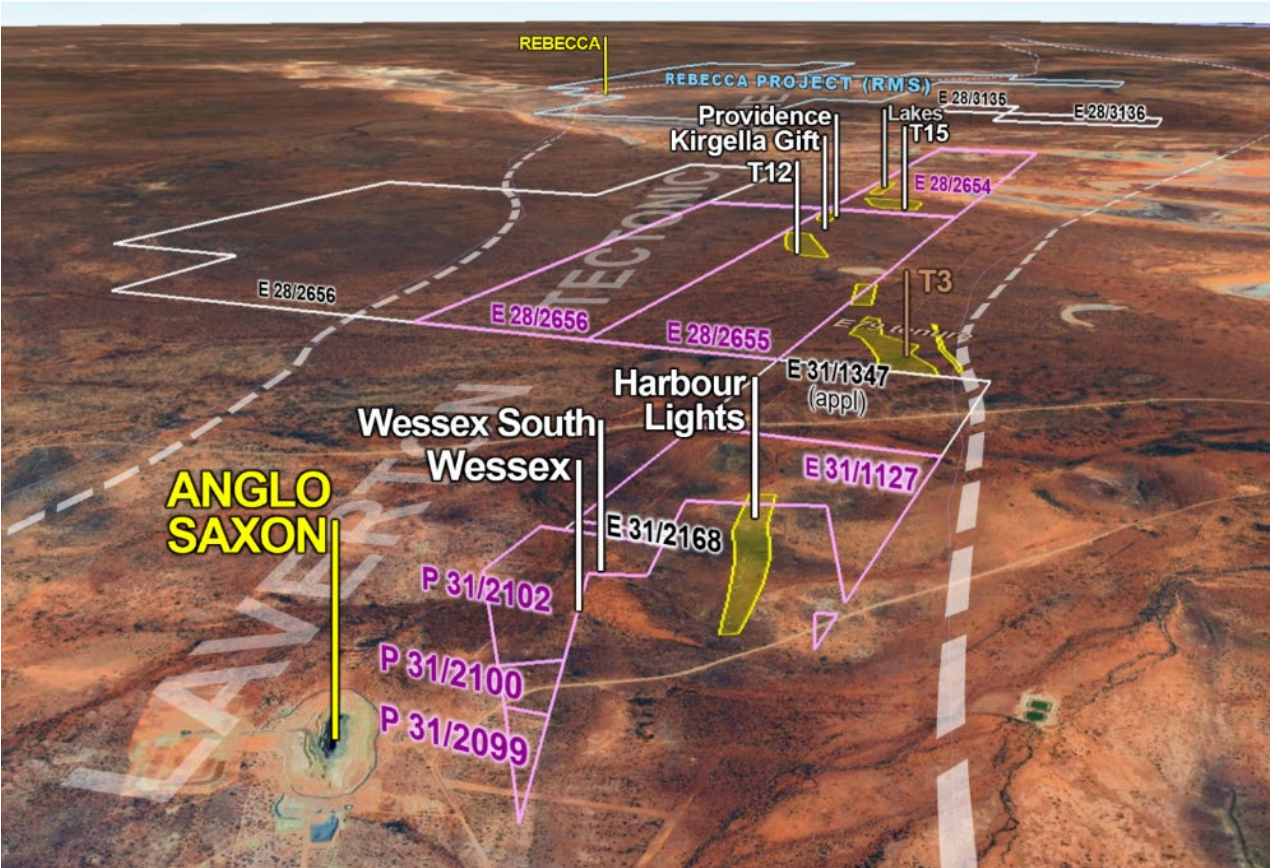 REBECCA
REBECCA PROJECT (RMS)
E 28/3135
E 28/3136
Providence
Lakes
Kirgella Gift
T15
T12
E 28/2654
TECTONIC
T3
E 28/2656
E 28/2656
E 28/2655
E 79 tenure
E 31/1347
(appl)
Harbour
Lights
Wessex South
Wessex
E 31/1127
ANGLO
SAXON
E 31/2168
LAVERTON
P 31/2102
P 31/2100
P 31/2099